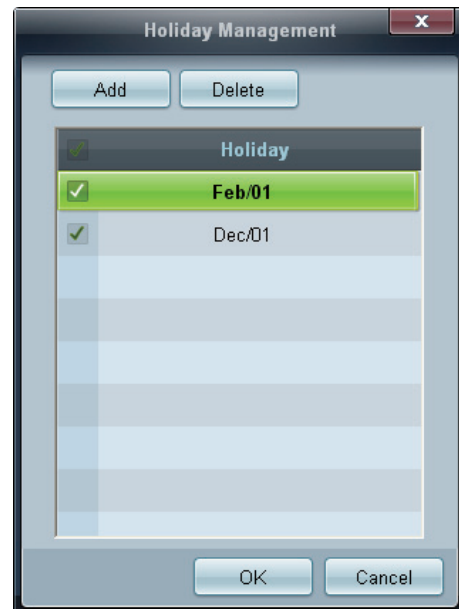 Holiday Management
x
Add Delete
Holiday
Feb/01
Dec/01
OK Cancel